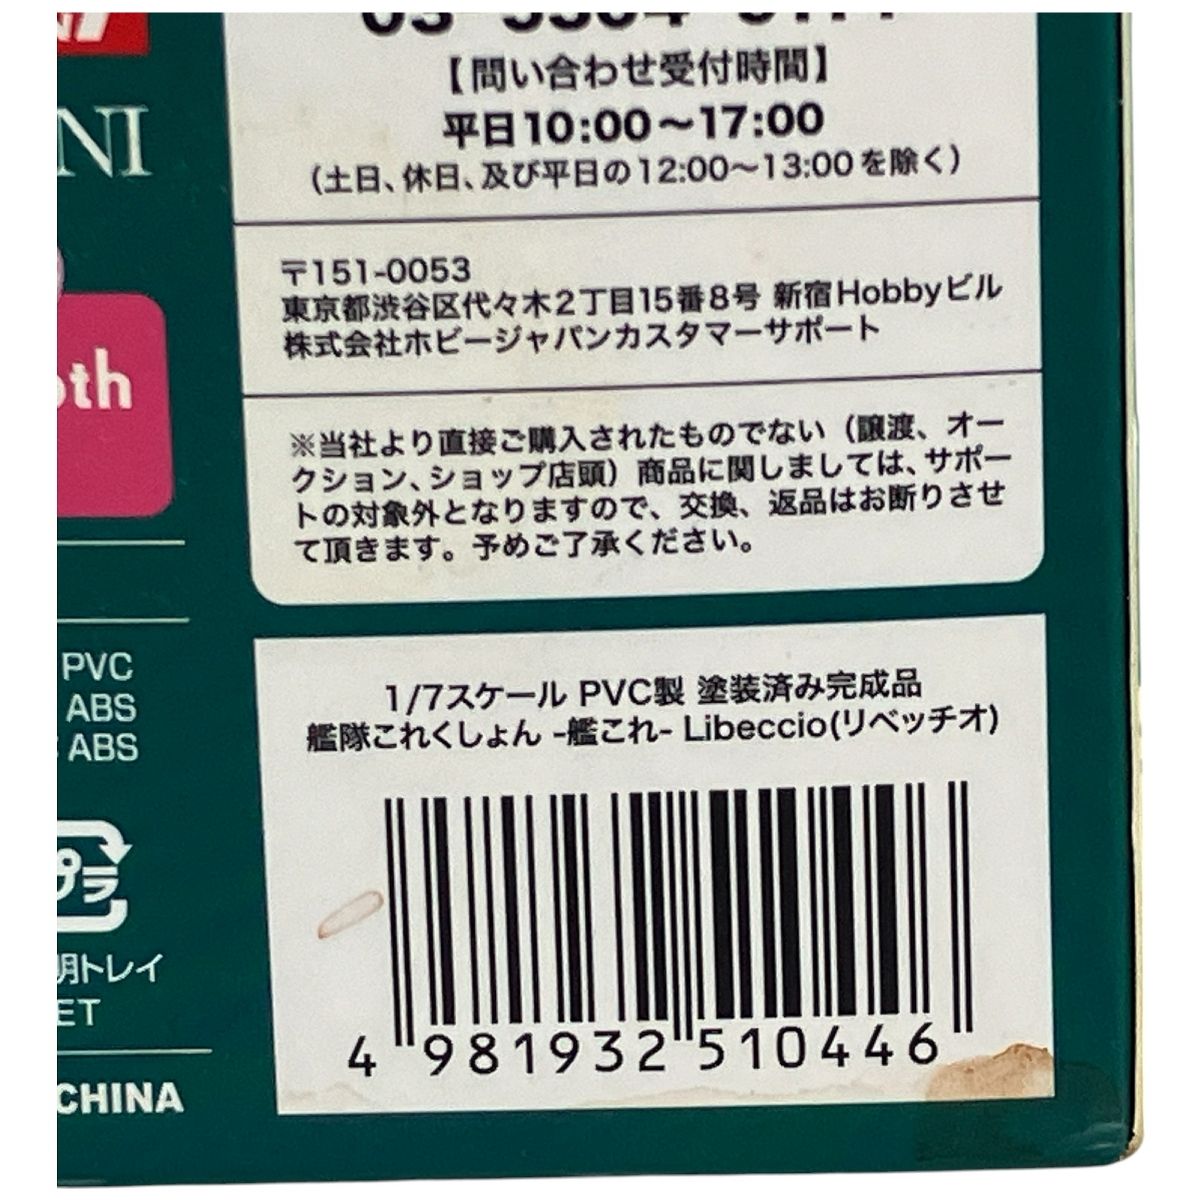 【問い合わせ受付時間】
平日10:00～17:00
（土日、休日、及び平日の12:00～13:00を除く）
〒151-0053
東京都渋谷区代々木2丁目15番8号 新宿Hobbyビル
株式会社ホビージャパンカスタマーサポート
※当社より直接ご購入されたものでない（譲渡、オー
クション、ショップ店頭）商品に関しましては、サポー
トの対象外となりますので、交換、返品はお断りさせ
て頂きます。予めご了承ください。
PVC
ABS
ABS
プラ
明トレイ
ET
CHINA
1/7スケール PVC製 塗装済み完成品
艦隊これくしょん -艦これ- Libeccio(リベッチオ)
4 981932 510446